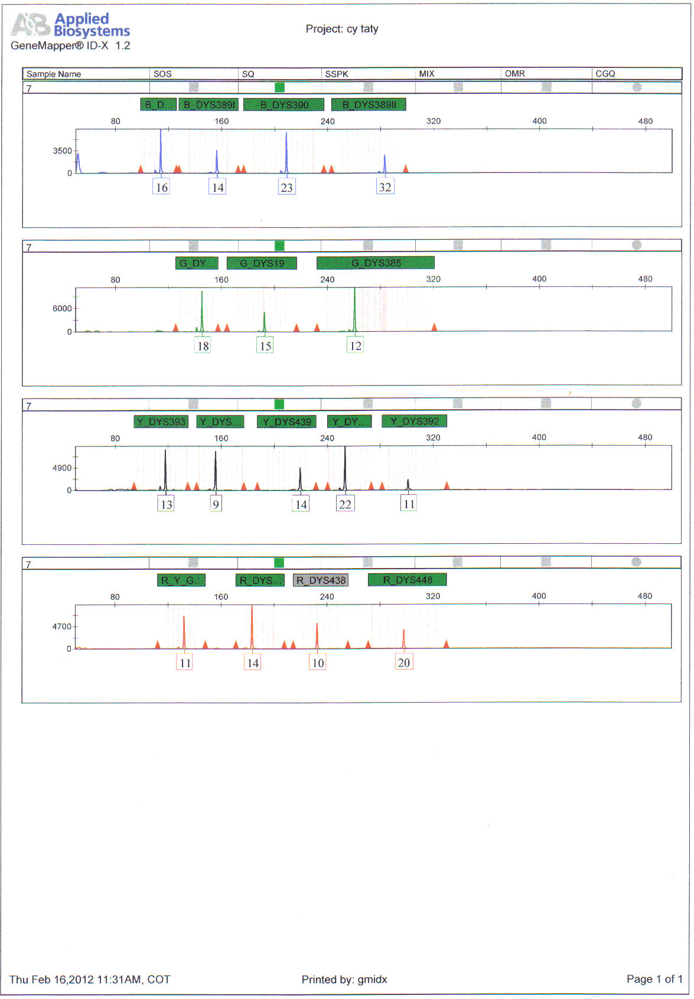 A&B Applied Biosystems
GeneMapper® ID-X 1.2
Project: cy taty
Sample Name SOS SQ SSPK MIX OMR CGQ
7
B_D... B_DYS389I B_DYS390 B_DYS389II
80 160 240 320 400 480
3500
0
16 14 23 32
7
G_DY... G_DYS19 G_DYS385
80 160 240 320 400 480
6000
0
18 15 12
7
Y_DYS393 Y_DYS... Y_DYS439 Y_DY... Y_DYS392
80 160 240 320 400 480
4900
0
13 9 14 22 11
7
R_Y_G... R_DYS... R_DYS438 R_DYS448
80 160 240 320 400 480
4700
0
11 14 10 20
Thu Feb 16,2012 11:31AM, COT Printed by: gmidx Page 1 of 1